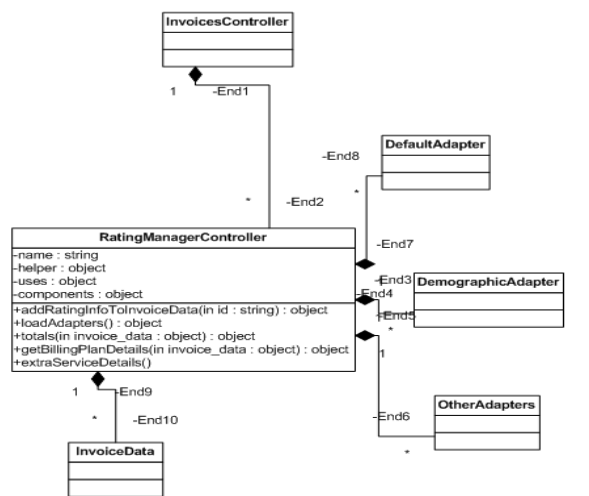 InvoicesController
1
-End1
DefaultAdapter
-End8
*
* -End2
RatingManagerController
-End7
-name : string
-helper : object
-uses : object
-components : object
-End3
-End4
DemographicAdapter
+addRatingInfoToInvoiceData(in id : string) : object
+loadAdapters() : object
+totals(in invoice_data : object) : object
+getBillingPlanDetails(in invoice_data : object) : object
+extraServiceDetails()
-End5
*
1
1
-End9
OtherAdapters
* -End10
-End6
*
InvoiceData